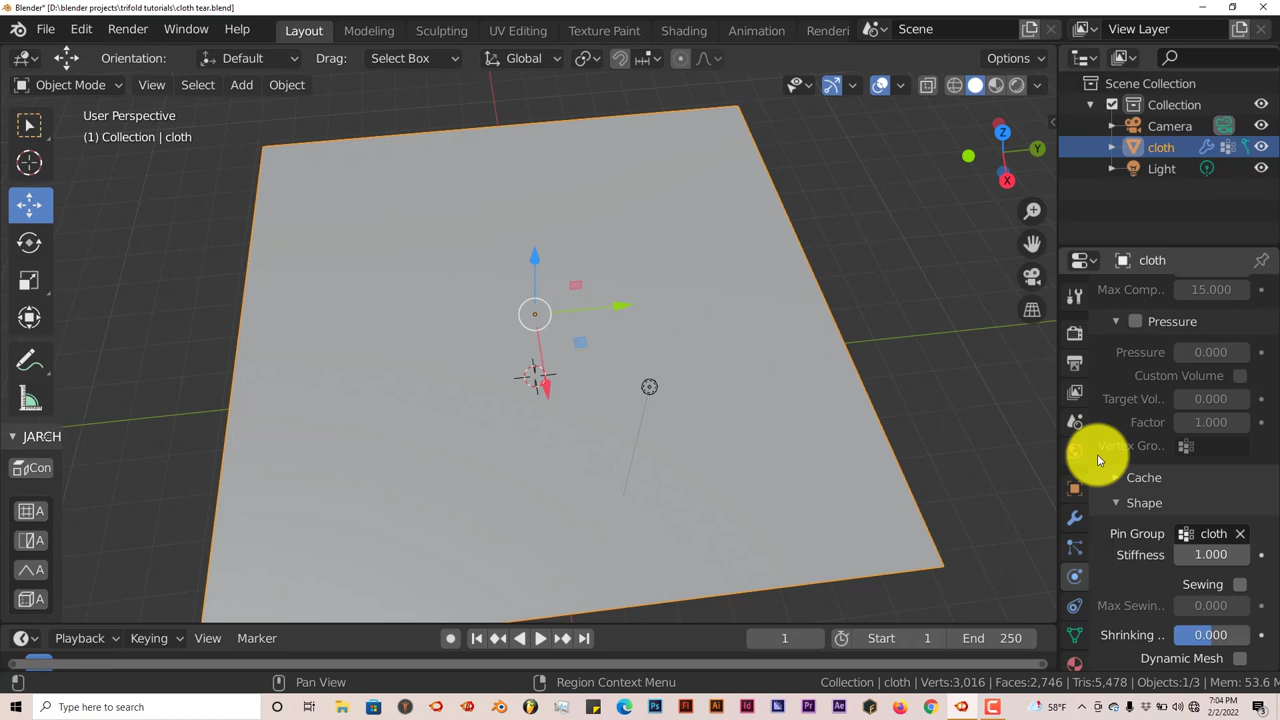 Blender* [D:\blender projects\trifold tutorials\cloth tear.blend]
File Edit Render Window Help Layout Modeling Sculpting UV Editing Texture Paint Shading Animation Renderi Scene View Layer
Orientation: Default Drag: Select Box Global Options
Object Mode View Select Add Object
Scene Collection
Collection
Camera
cloth
Light
User Perspective
(1) Collection | cloth
Z
Y
X
JARCH
Con
A
A
A
A
cloth
Max Comp.. 15.000
Pressure
Pressure 0.000
Custom Volume
Target Vol.. 0.000
Factor 1.000
Vertex Gro..
Cache
Shape
Pin Group cloth
Stiffness 1.000
Sewing
Max Sewin.. 0.000
Shrinking .. 0.000
Dynamic Mesh
Playback Keying View Marker 1 Start 1 End 250
Pan View Region Context Menu Collection | cloth | Verts:3,016 | Faces:2,746 | Tris:5,478 | Objects:1/3 | Mem: 53.6 M
Type here to search 58°F 7:04 PM
2/2/2022